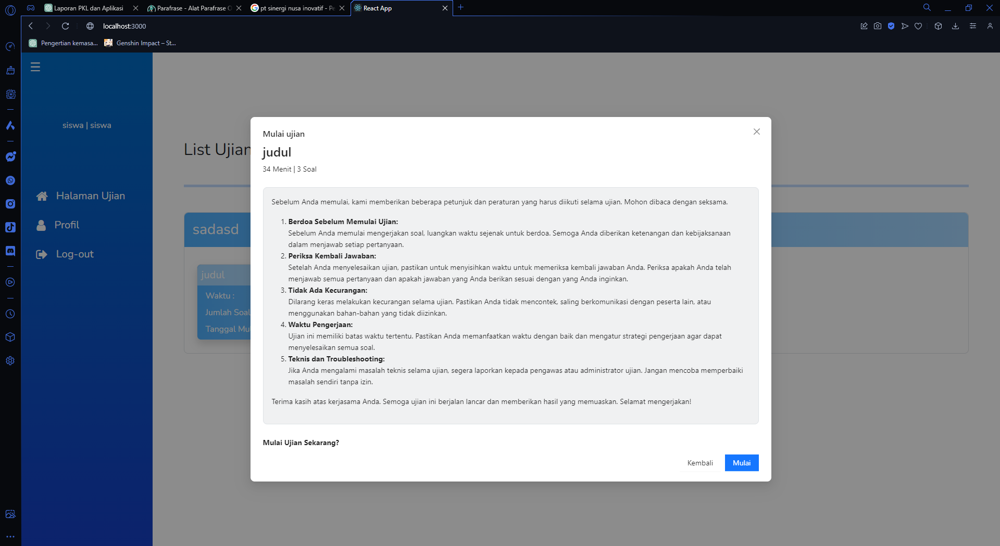 Laporan PKL dan Aplikasi
Parafrase - Alat Parafrase
pt sinergi nusa inovatif -
React App
localhost:3000
Pengertian kemasa...
Genshin Impact – St...
siswa | siswa
Halaman Ujian
Profil
Log-out
List Ujian
sadasd
judul
Waktu :
Jumlah Soal
Tanggal Mul
Mulai ujian
judul
34 Menit | 3 Soal
Sebelum Anda memulai, kami memberikan beberapa petunjuk dan peraturan yang harus diikuti selama ujian. Mohon dibaca dengan seksama.
1. Berdoa Sebelum Memulai Ujian:
Sebelum Anda memulai mengerjakan soal, luangkan waktu sejenak untuk berdoa. Semoga Anda diberikan ketenangan dan kebijaksanaan
dalam menjawab setiap pertanyaan.
2. Periksa Kembali Jawaban:
Setelah Anda menyelesaikan ujian, pastikan untuk menyisihkan waktu untuk memeriksa kembali jawaban Anda. Periksa apakah Anda telah
menjawab semua pertanyaan dan apakah jawaban yang Anda berikan sesuai dengan yang Anda inginkan.
3. Tidak Ada Kecurangan:
Dilarang keras melakukan kecurangan selama ujian. Pastikan Anda tidak mencontek, saling berkomunikasi dengan peserta lain, atau
menggunakan bahan-bahan yang tidak diizinkan.
4. Waktu Pengerjaan:
Ujian ini memiliki batas waktu tertentu. Pastikan Anda memanfaatkan waktu dengan baik dan mengatur strategi pengerjaan agar dapat
menyelesaikan semua soal.
5. Teknis dan Troubleshooting:
Jika Anda mengalami masalah teknis selama ujian, segera laporkan kepada pengawas atau administrator ujian. Jangan mencoba memperbaiki
masalah sendiri tanpa izin.
Terima kasih atas kerjasama Anda. Semoga ujian ini berjalan lancar dan memberikan hasil yang memuaskan. Selamat mengerjakan!
Mulai Ujian Sekarang?
Kembali
Mulai